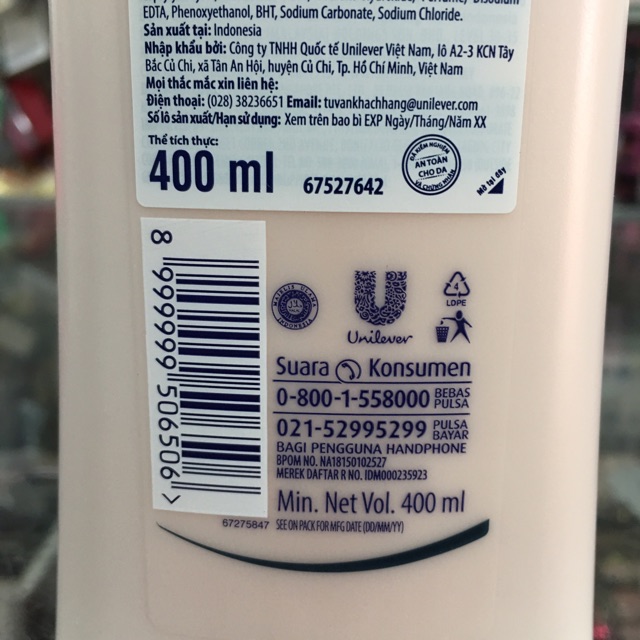 EDTA, Phenoxyethanol, BHT, Sodium Carbonate, Sodium Chloride.
Sản xuất tại: Indonesia
Nhập khẩu bởi: Công ty TNHH Quốc tế Unilever Việt Nam, lô A2-3 KCN Tây
Bắc Củ Chi, xã Tân An Hội, huyện Củ Chi, Tp. Hồ Chí Minh, Việt Nam
Mọi thắc mắc xin liên hệ:
Điện thoại: (028) 38236651 Email: tuvankhachhang@unilever.com
Số lô sản xuất/Hạn sử dụng: Xem trên bao bì EXP Ngày/Tháng/Năm XX
Thể tích thực:
400 ml
67527642
ĐÃ KIỂM NGHIỆM
AN TOÀN
CHO DA
VÀ CHỨNG NHẬN
Mở tại đây
8 999999 506506 >
MAJELIS ULAMA
INDONESIA
Unilever
4
LDPE
Suara Konsumen
0-800-1-558000 BEBAS
PULSA
021-52995299 PULSA
BAYAR
BAGI PENGGUNA HANDPHONE
BPOM NO. NA18150102527
MEREK DAFTAR R NO. IDM000235923
Min. Net Vol. 400 ml
67275847 SEE ON PACK FOR MFG DATE (DD/MM/YY)